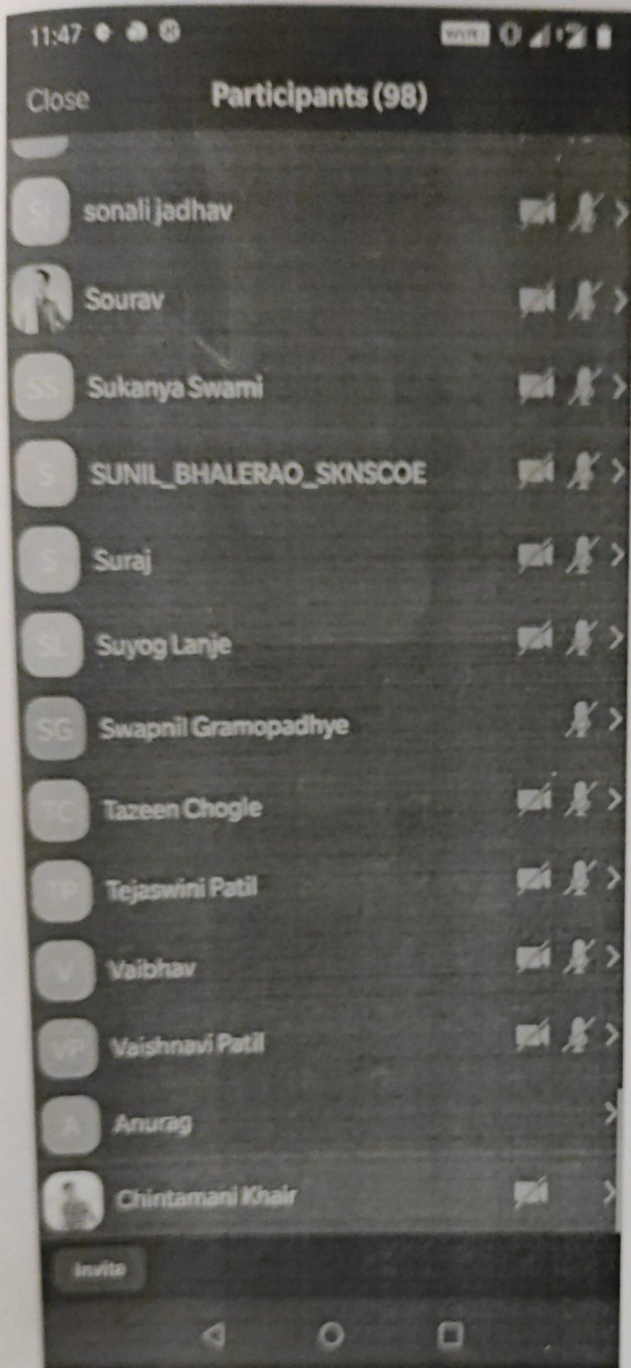 11:47
Close Participants (98)
sonali jadhav
Sourav
SS Sukanya Swami
S SUNIL_BHALERAO_SKNSCOE
S Suraj
SL Suyog Lanje
SG Swapnil Gramopadhye
TC Tazeen Chogle
TP Tejaswini Patil
V Vaibhav
VP Vaishnavi Patil
A Anurag
Chintamani Khair
Invite